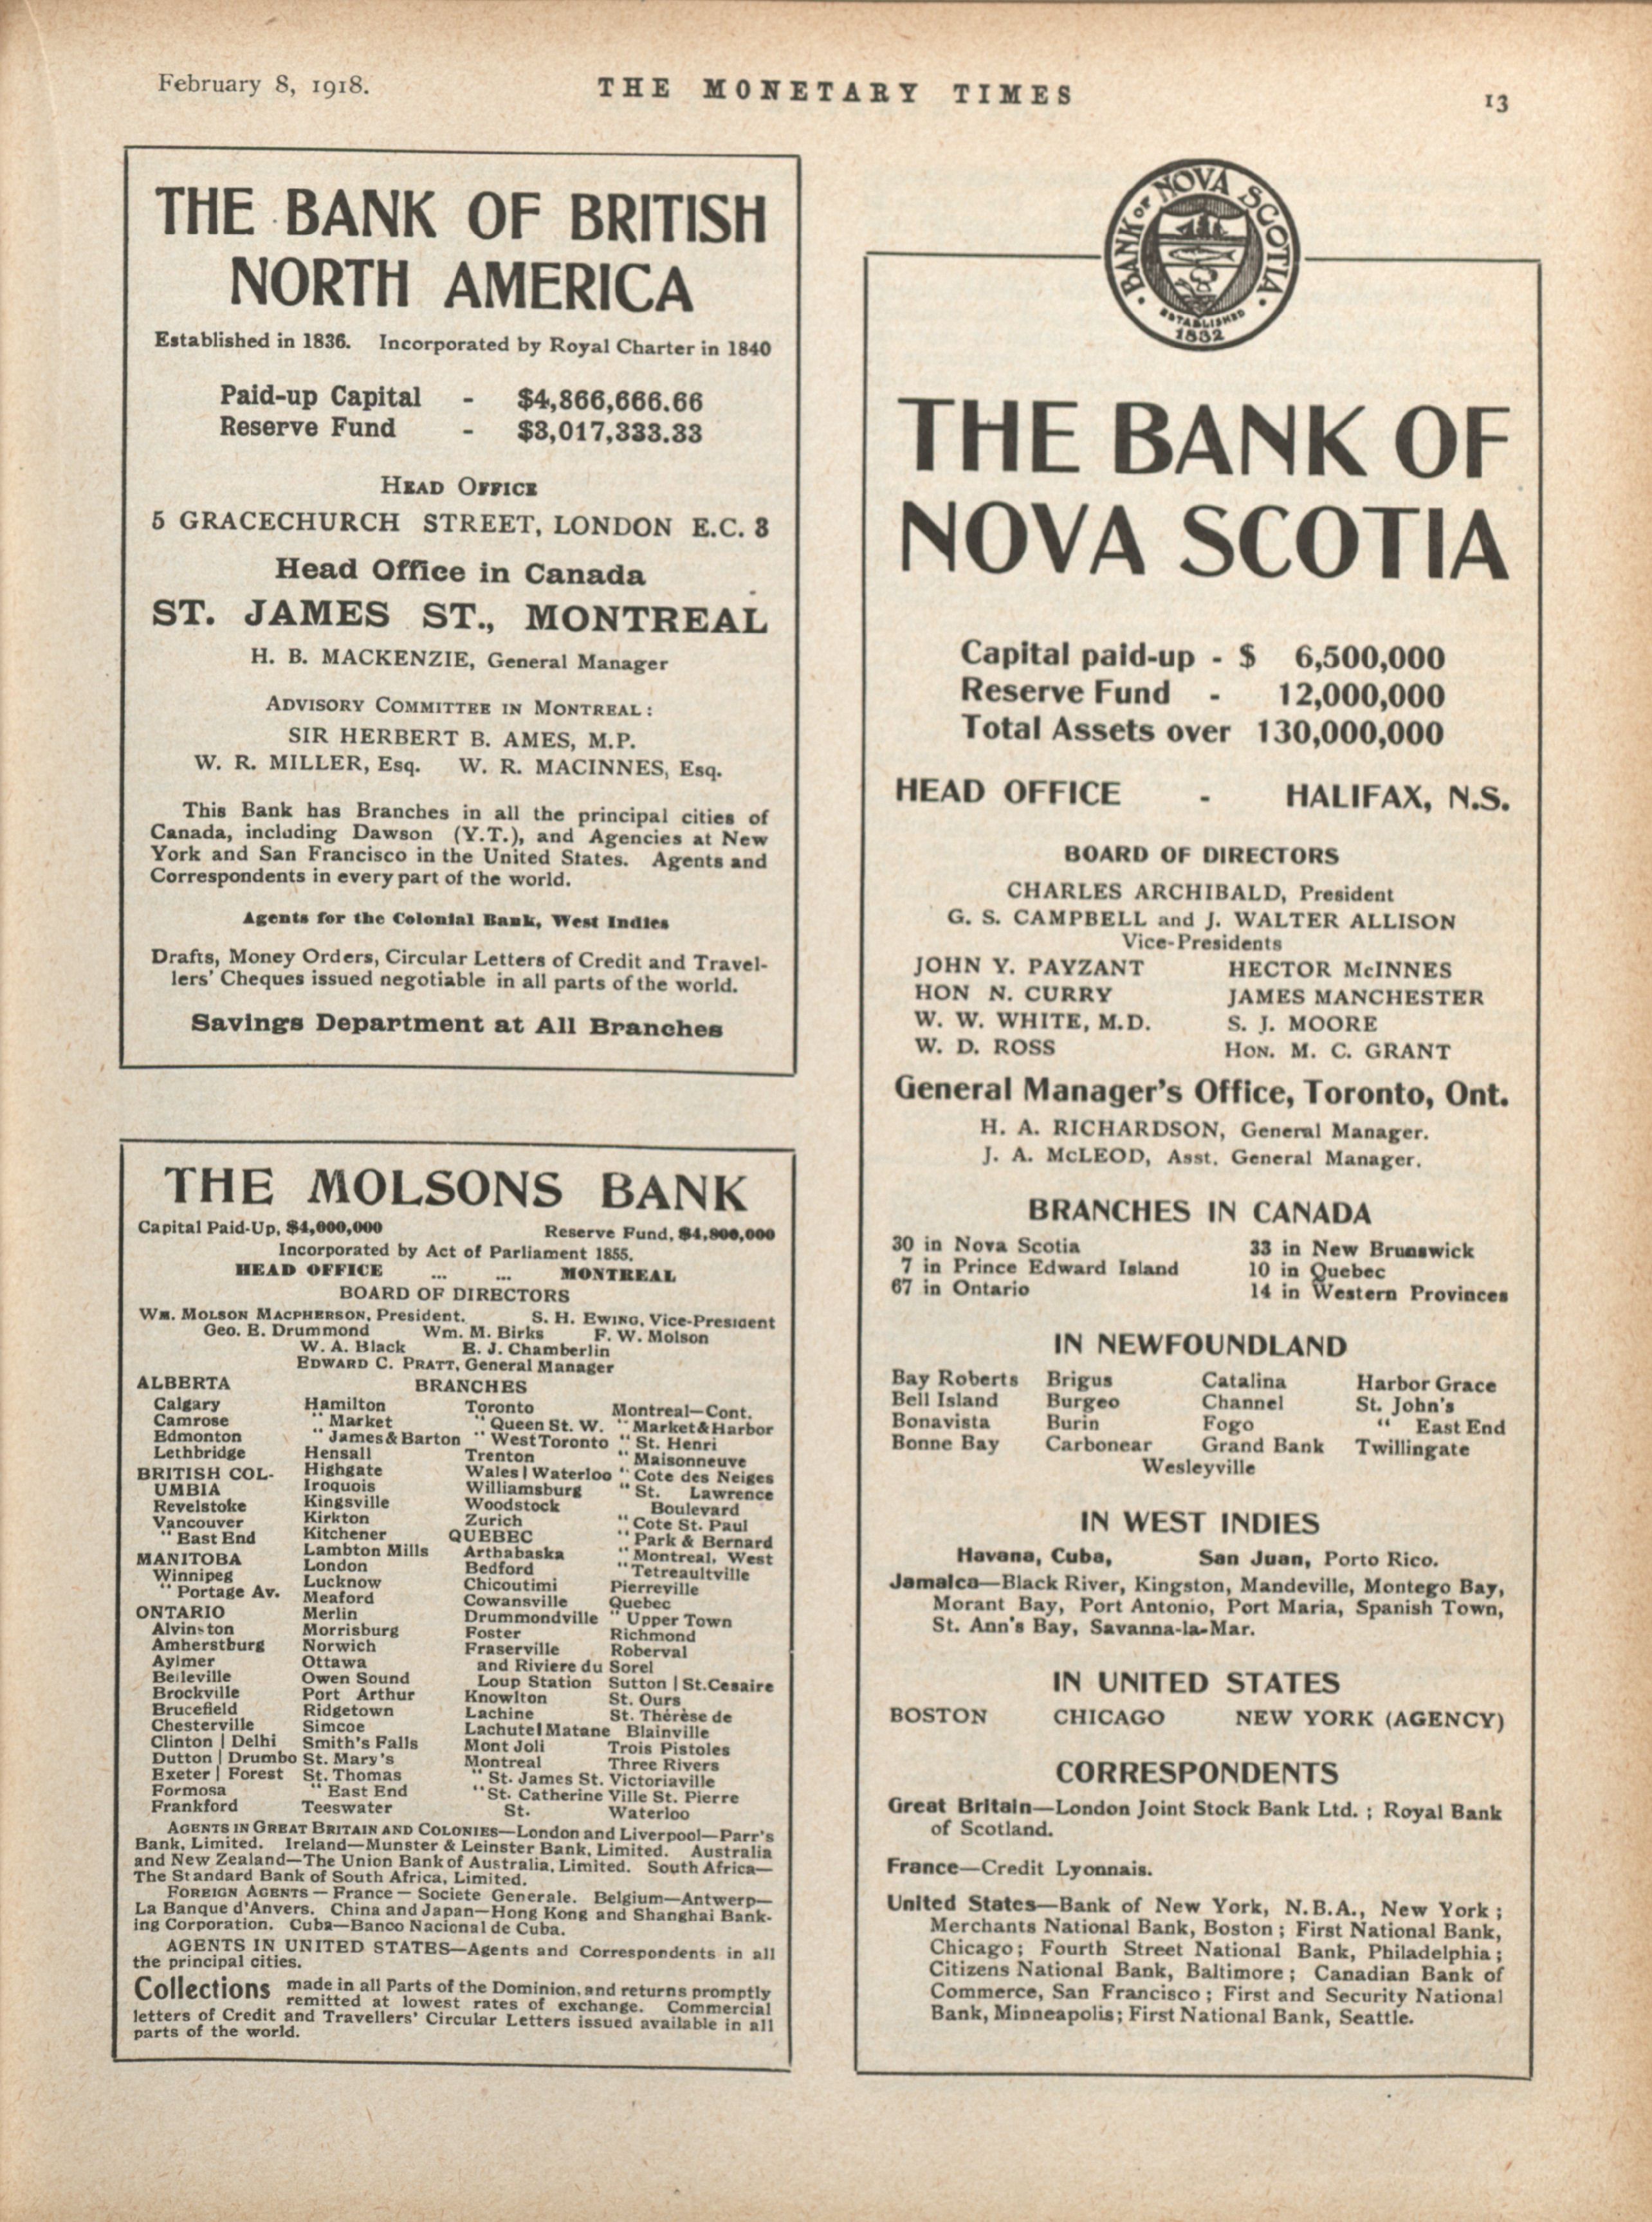 February 8, 1918.
THE MONETARY TIMES
13
THE BANK OF BRITISH
NORTH AMERICA
Established in 1836. Incorporated by Royal Charter in 1840
Paid-up Capital - $4,866,666.66
Reserve Fund - $3,017,333.33
HEAD OFFICE
5 GRACECHURCH STREET, LONDON E.C. 3
Head Office in Canada
ST. JAMES ST., MONTREAL
H. B. MACKENZIE, General Manager
ADVISORY COMMITTEE IN MONTREAL:
SIR HERBERT B. AMES, M.P.
W. R. MILLER, Esq. W. R. MACINNES, Esq.
This Bank has Branches in all the principal cities of
Canada, including Dawson (Y.T.), and Agencies at New
York and San Francisco in the United States. Agents and
Correspondents in every part of the world.
Agents for the Colonial Bank, West Indies
Drafts, Money Orders, Circular Letters of Credit and Travel-
lers' Cheques issued negotiable in all parts of the world.
Savings Department at All Branches
THE MOLSONS BANK
Capital Paid-Up, $4,000,000 Reserve Fund, $4,800,000
Incorporated by Act of Parliament 1855.
HEAD OFFICE ... ... MONTREAL
BOARD OF DIRECTORS
WM. MOLSON MACPHERSON, President. S. H. EWING, Vice-President
Geo. E. Drummond Wm. M. Birks F. W. Molson
W. A. Black E. J. Chamberlin
EDWARD C. PRATT, General Manager
BRANCHES
ALBERTA
Calgary
Camrose
Edmonton
Lethbridge
BRITISH COL-
UMBIA
Revelstoke
Vancouver
" East End
MANITOBA
Winnipeg
" Portage Av.
ONTARIO
Alvinston
Amherstburg
Aylmer
Belleville
Brockville
Brucefield
Chesterville
Clinton | Delhi
Dutton | Drumbo
Exeter | Forest
Formosa
Frankford
Hamilton
" Market
" James & Barton
Hensall
Highgate
Iroquois
Kingsville
Kirkton
Kitchener
Lambton Mills
London
Lucknow
Meaford
Merlin
Morrisburg
Norwich
Ottawa
Owen Sound
Port Arthur
Ridgetown
Simcoe
Smith's Falls
St. Mary's
St. Thomas
" East End
Teeswater
Toronto
" Queen St. W.
" West Toronto
Trenton
Wales | Waterloo
Williamsburg
Woodstock
Zurich
QUEBEC
Arthabaska
Bedford
Chicoutimi
Cowansville
Drummondville
Foster
Fraserville
and Riviere du
Loup Station
Knowlton
Lachine
Lachute | Matane
Mont Joli
Montreal
" St. James St.
" St. Catherine
St.
Montreal—Cont.
" Market & Harbor
" St. Henri
" Maisonneuve
" Cote des Neiges
" St. Lawrence
Boulevard
" Cote St. Paul
" Park & Bernard
" Montreal, West
" Tetreaultville
Pierreville
Quebec
" Upper Town
Richmond
Roberval
Sorel
Sutton | St. Cesaire
St. Ours
St. Thérèse de
Blainville
Trois Pistoles
Three Rivers
Victoriaville
Ville St. Pierre
Waterloo
AGENTS IN GREAT BRITAIN AND COLONIES—London and Liverpool—Parr's
Bank, Limited. Ireland—Munster & Leinster Bank, Limited. Australia
and New Zealand—The Union Bank of Australia, Limited. South Africa—
The Standard Bank of South Africa, Limited.
FOREIGN AGENTS — France — Societe Generale. Belgium—Antwerp—
La Banque d'Anvers. China and Japan—Hong Kong and Shanghai Bank-
ing Corporation. Cuba—Banco Nacional de Cuba.
AGENTS IN UNITED STATES—Agents and Correspondents in all
the principal cities.
Collections made in all Parts of the Dominion, and returns promptly
remitted at lowest rates of exchange. Commercial
letters of Credit and Travellers' Circular Letters issued available in all
parts of the world.
BANK OF NOVA SCOTIA
ESTABLISHED
1832
THE BANK OF
NOVA SCOTIA
Capital paid-up - $ 6,500,000
Reserve Fund - 12,000,000
Total Assets over 130,000,000
HEAD OFFICE - HALIFAX, N.S.
BOARD OF DIRECTORS
CHARLES ARCHIBALD, President
G. S. CAMPBELL and J. WALTER ALLISON
Vice-Presidents
JOHN Y. PAYZANT HECTOR McINNES
HON N. CURRY JAMES MANCHESTER
W. W. WHITE, M.D. S. J. MOORE
W. D. ROSS HON. M. C. GRANT
General Manager's Office, Toronto, Ont.
H. A. RICHARDSON, General Manager.
J. A. McLEOD, Asst. General Manager.
BRANCHES IN CANADA
30 in Nova Scotia 33 in New Brunswick
7 in Prince Edward Island 10 in Quebec
67 in Ontario 14 in Western Provinces
IN NEWFOUNDLAND
Bay Roberts Brigus Catalina Harbor Grace
Bell Island Burgeo Channel St. John's
Bonavista Burin Fogo " East End
Bonne Bay Carbonear Grand Bank Twillingate
Wesleyville
IN WEST INDIES
Havana, Cuba, San Juan, Porto Rico.
Jamaica—Black River, Kingston, Mandeville, Montego Bay,
Morant Bay, Port Antonio, Port Maria, Spanish Town,
St. Ann's Bay, Savanna-la-Mar.
IN UNITED STATES
BOSTON CHICAGO NEW YORK (AGENCY)
CORRESPONDENTS
Great Britain—London Joint Stock Bank Ltd. ; Royal Bank
of Scotland.
France—Credit Lyonnais.
United States—Bank of New York, N.B.A., New York ;
Merchants National Bank, Boston ; First National Bank,
Chicago ; Fourth Street National Bank, Philadelphia ;
Citizens National Bank, Baltimore ; Canadian Bank of
Commerce, San Francisco ; First and Security National
Bank, Minneapolis ; First National Bank, Seattle.